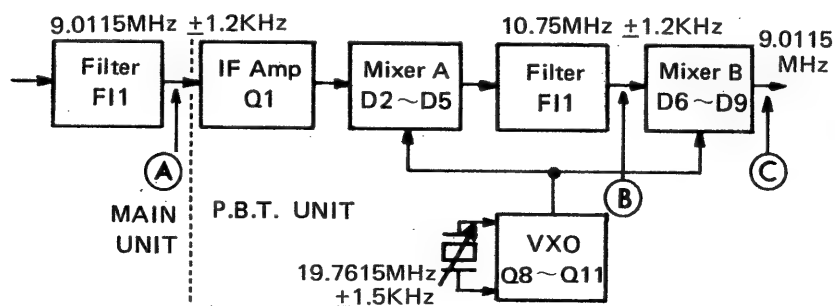 9.0115MHz ±1.2KHz
10.75MHz ±1.2KHz
9.0115
MHz
Filter
FI1
IF Amp
Q1
Mixer A
D2～D5
Filter
FI1
Mixer B
D6～D9
A
B
C
MAIN
UNIT
P.B.T. UNIT
19.7615MHz
+1.5KHz
VXO
Q8～Q11